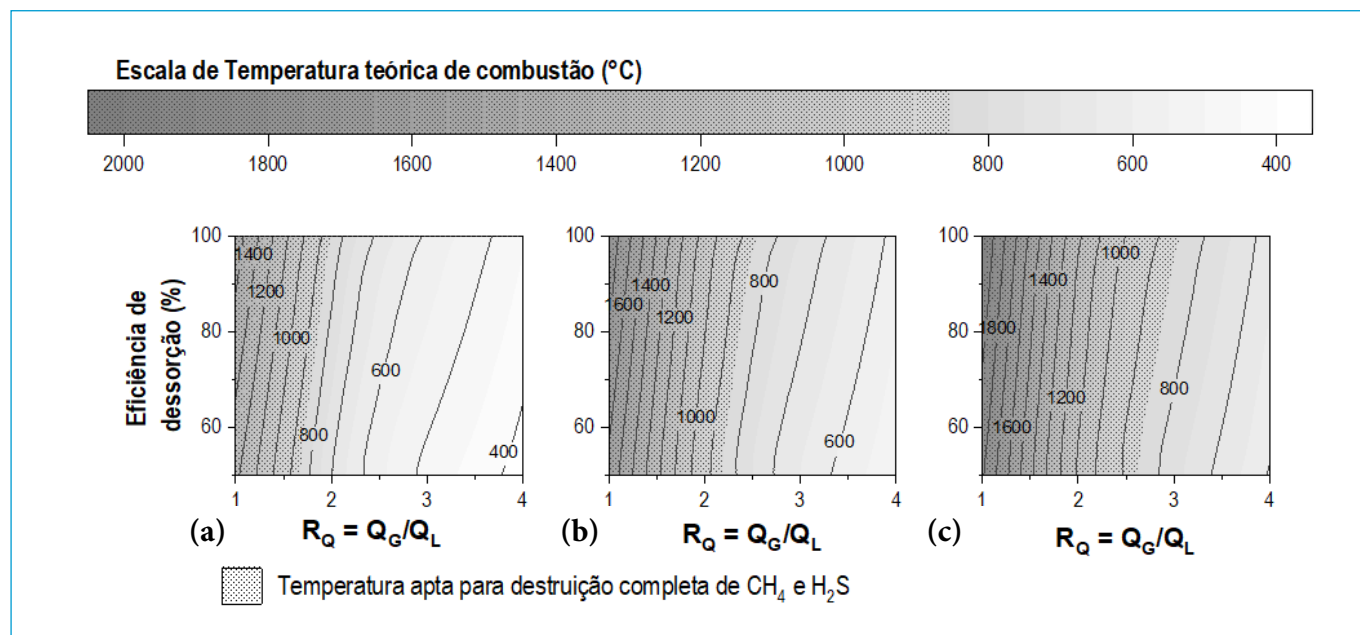 Escala de Temperatura teórica de combustão (°C)
2000 1800 1600 1400 1200 1000 800 600 400
Eficiência de
dessorção (%)
100
80
60
1400
1200
1000
800
600
400
1 2 3 4
(a) R_Q = Q_G/Q_L
100
80
60
1600
1400
1200
1000
800
600
1 2 3 4
(b) R_Q = Q_G/Q_L
100
80
60
1800
1600
1400
1200
1000
800
1 2 3 4
(c) R_Q = Q_G/Q_L
Temperatura apta para destruição completa de CH₄ e H₂S